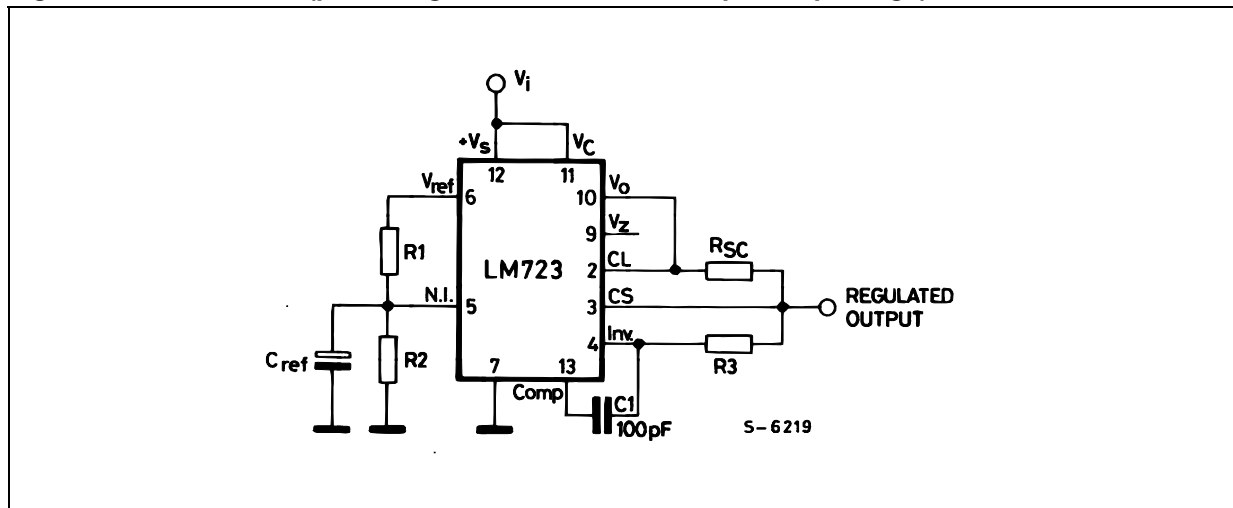 Vi
+Vs
VC
12
11
Vref
6
10
Vo
9
Vz
R1
LM723
2
CL
RSC
N.I.
5
3
CS
REGULATED
OUTPUT
4
Inv.
R3
Cref
R2
7
13
Comp
C1
100pF
S-6219